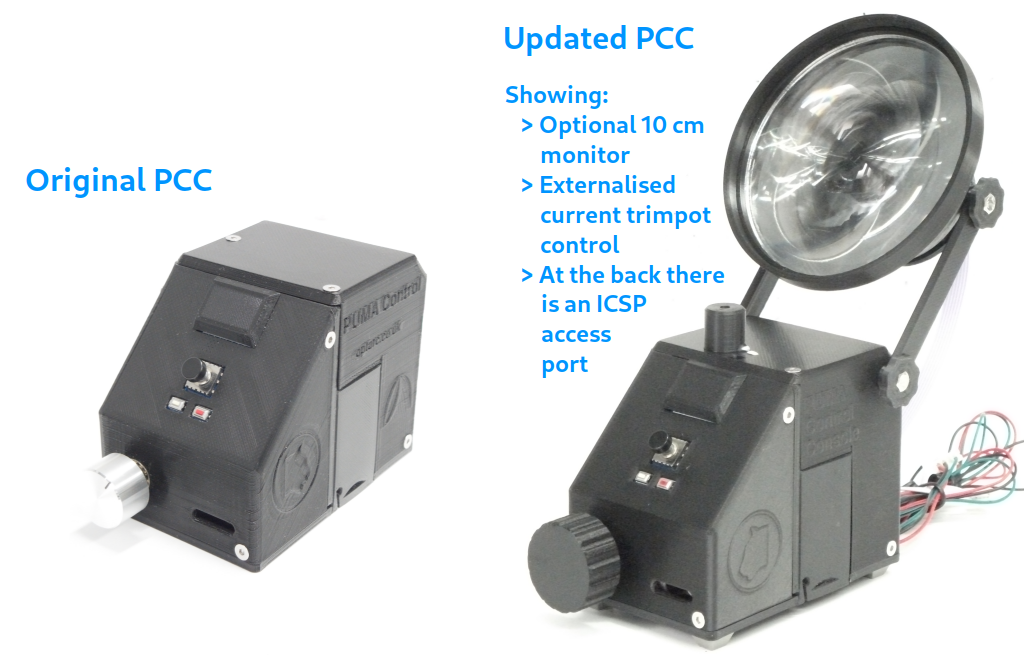 Original PCC
PUMA Control
Updated PCC
Showing:
> Optional 10 cm
monitor
> Externalised
current trimpot
control
> At the back there
is an ICSP
access
port